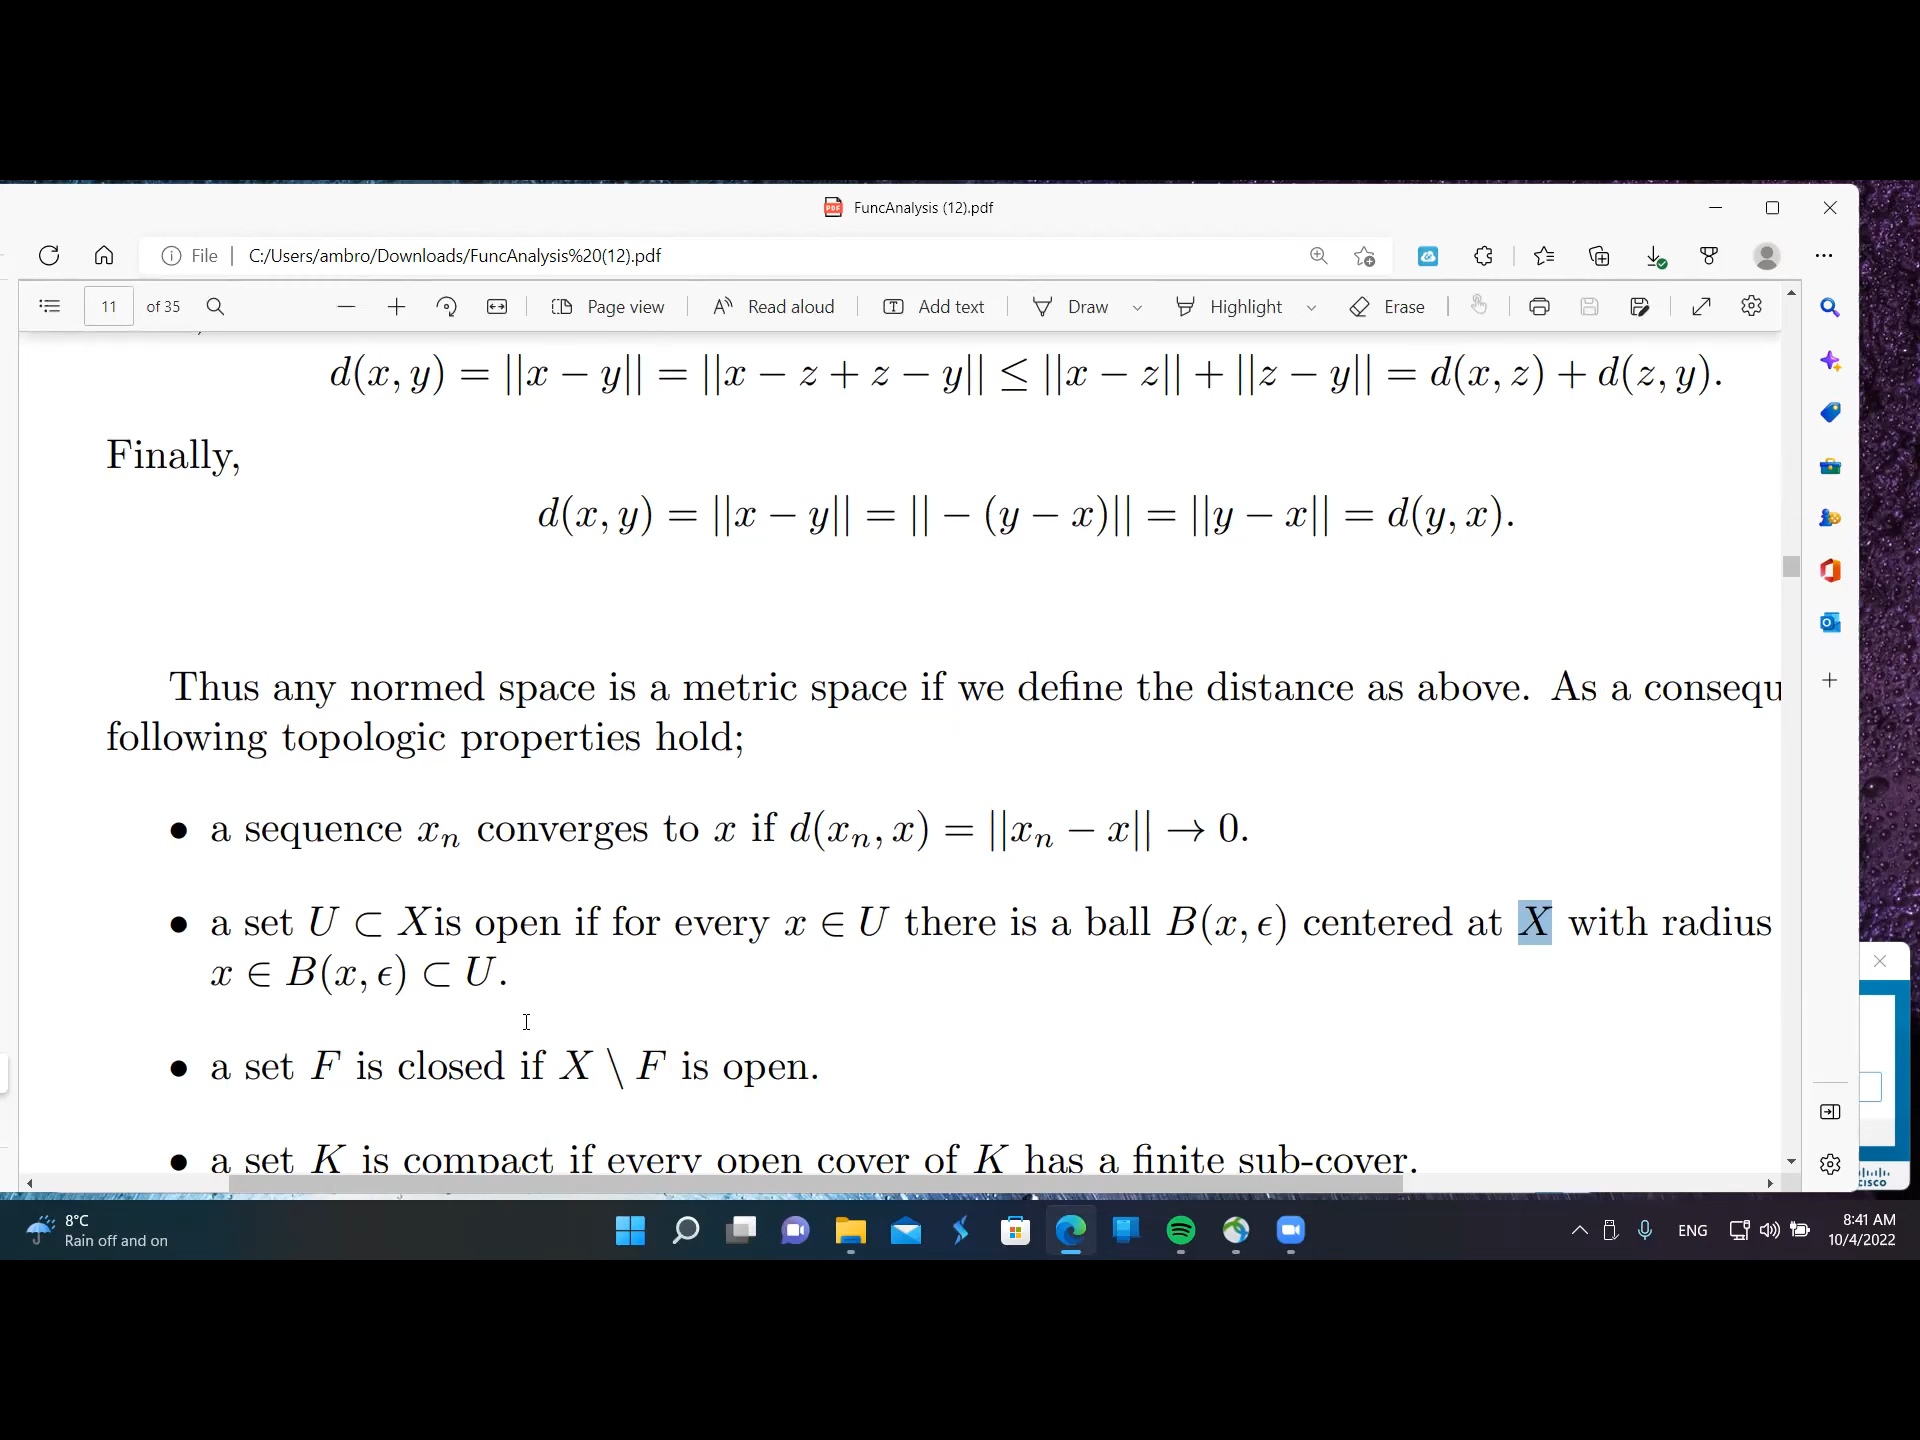 FuncAnalysis (12).pdf
File | C:/Users/ambro/Downloads/FuncAnalysis%20(12).pdf
11 of 35 Page view Read aloud Add text Draw Highlight Erase
d(x, y) = ||x − y|| = ||x − z + z − y|| ≤ ||x − z|| + ||z − y|| = d(x, z) + d(z, y).
Finally,
d(x, y) = ||x − y|| = || − (y − x)|| = ||y − x|| = d(y, x).
Thus any normed space is a metric space if we define the distance as above. As a consequ
following topologic properties hold;
• a sequence xₙ converges to x if d(xₙ, x) = ||xₙ − x|| → 0.
• a set U ⊂ Xis open if for every x ∈ U there is a ball B(x, ϵ) centered at X with radius
x ∈ B(x, ϵ) ⊂ U.
• a set F is closed if X \ F is open.
• a set K is compact if every open cover of K has a finite sub-cover.
CISCO
8°C
Rain off and on
ENG
8:41 AM
10/4/2022